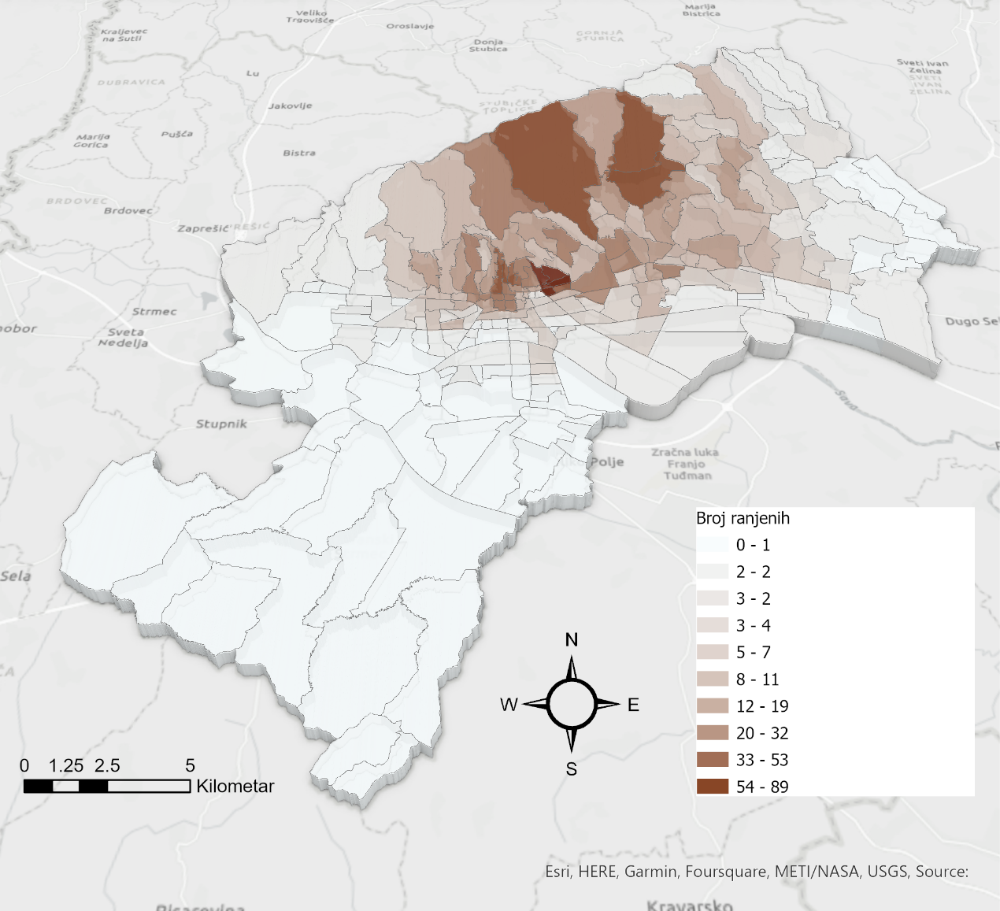 Veliko
Trgovišće
Marija
Bistrica
Kraljevec
na Sutli
Oroslavje
GORNJA
STUBICA
Donja
Stubica
Sveti Ivan
Zelina
SVETI
IVAN
ZELINA
Lu
DUBRAVICA
Jakovlje
STUBIČKE
TOPLICE
Marija
Gorica
Pušća
Bistra
BRDOVEC
Brdovec
Zaprešić
REŠIĆ
Strmec
nobor
Sveta
Nedelja
Dugo Sel
Sava
Stupnik
Polje
Zračna luka
Franjo
Tuđman
Sela
Broj ranjenih
0 - 1
2 - 2
3 - 2
3 - 4
5 - 7
8 - 11
12 - 19
20 - 32
33 - 53
54 - 89
N
W E
S
0 1.25 2.5 5
Kilometar
Esri, HERE, Garmin, Foursquare, METI/NASA, USGS, Source:
Pisarovina
Kravarsko